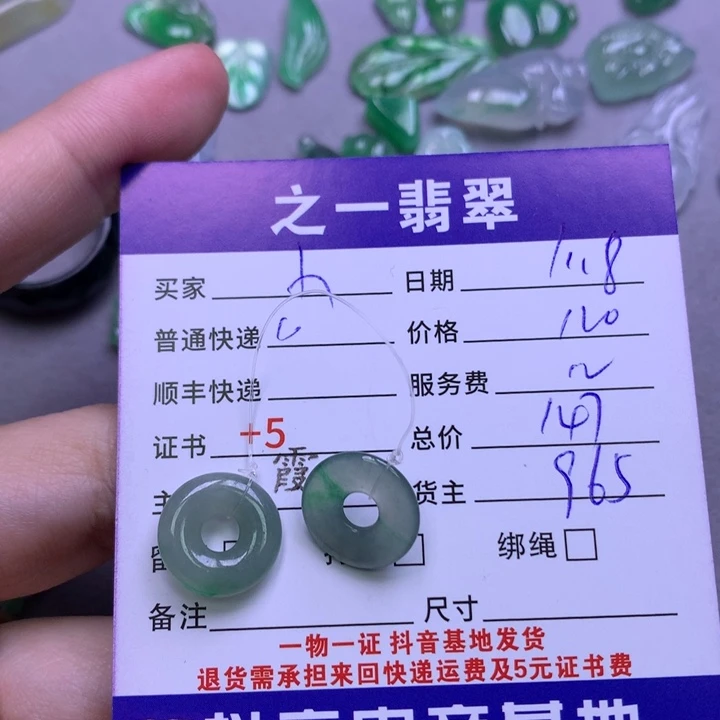 之一翡翠
买家 日期 11.8
普通快递 价格 120
顺丰快递 服务费
证书 +5 总价 147
霞
主 货主 965
留 绑绳
备注 尺寸
一物一证 抖音基地发货
退货需承担来回快递运费及5元证书费